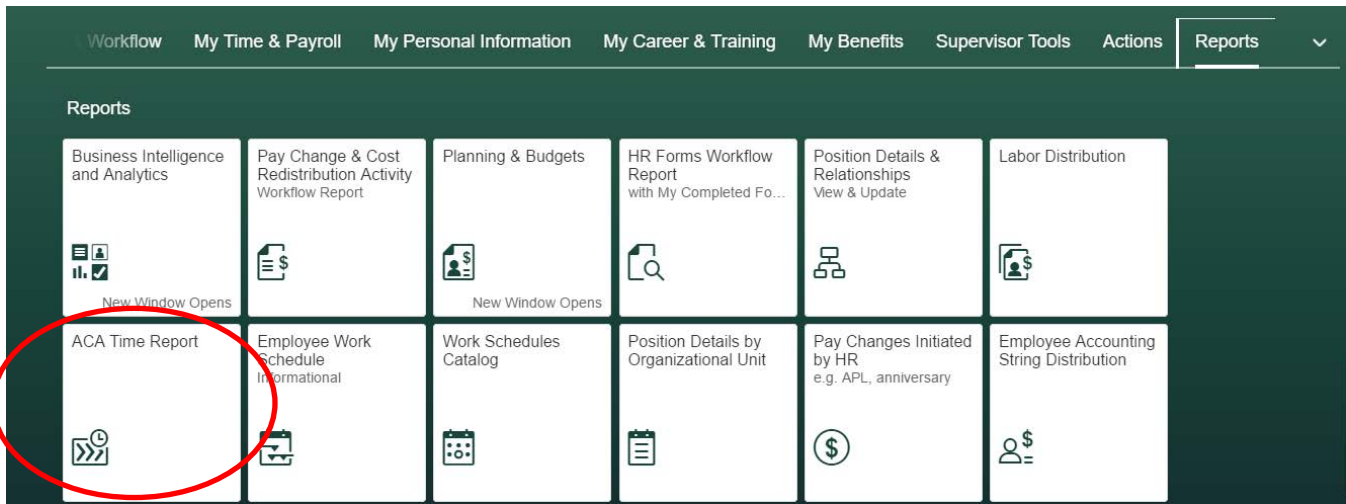 Workflow My Time & Payroll My Personal Information My Career & Training My Benefits Supervisor Tools Actions Reports
Reports
Business Intelligence
and Analytics
New Window Opens
Pay Change & Cost
Redistribution Activity
Workflow Report
Planning & Budgets
New Window Opens
HR Forms Workflow
Report
with My Completed Fo...
Position Details &
Relationships
View & Update
Labor Distribution
ACA Time Report
Employee Work
Schedule
Informational
Work Schedules
Catalog
Position Details by
Organizational Unit
Pay Changes Initiated
by HR
e.g. APL, anniversary
Employee Accounting
String Distribution